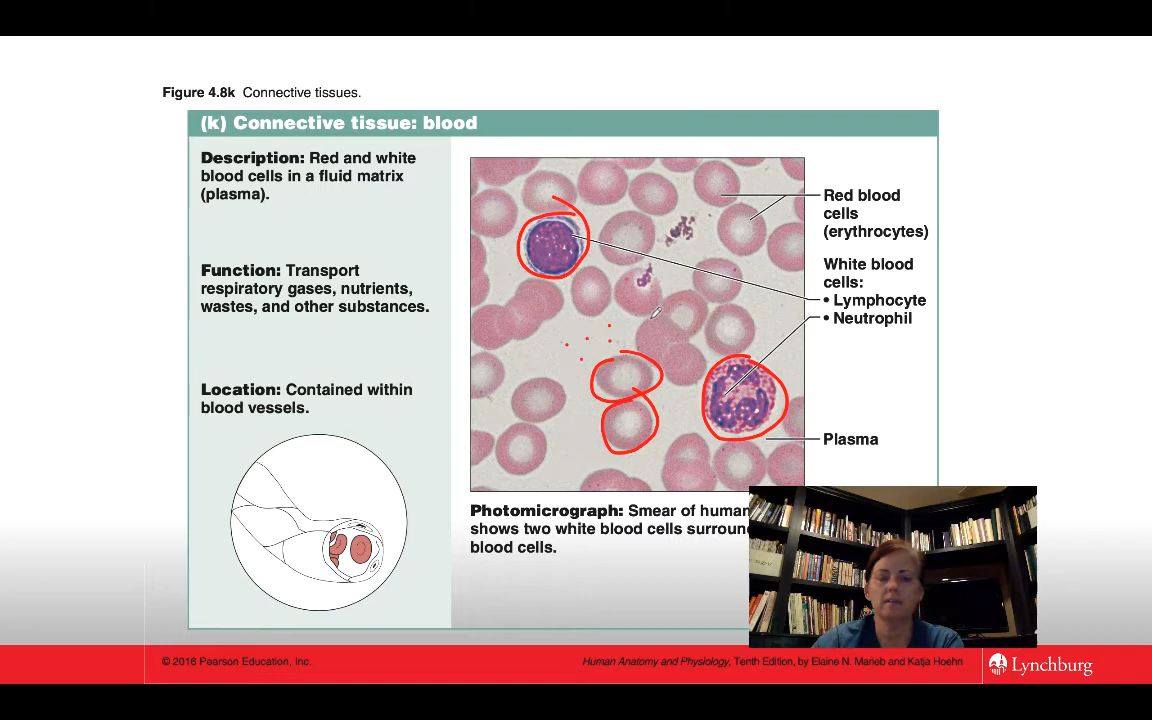 Figure 4.8k Connective tissues.
(k) Connective tissue: blood
Description: Red and white
blood cells in a fluid matrix
(plasma).
Function: Transport
respiratory gases, nutrients,
wastes, and other substances.
Location: Contained within
blood vessels.
Red blood
cells
(erythrocytes)
White blood
cells:
• Lymphocyte
• Neutrophil
Plasma
Photomicrograph: Smear of human
shows two white blood cells
blood cells.
© 2016 Pearson Education, Inc.
Human Anatomy and Physiology, Tenth Edition, by Elaine N. Marieb and Katja Hoehn
Lynchburg